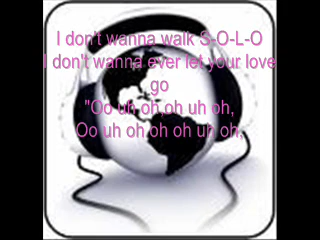 I don't wanna walk S-O-L-O
I don't wanna ever let your love
go
"Oo uh oh,oh uh oh,
Oo uh oh oh oh uh oh,